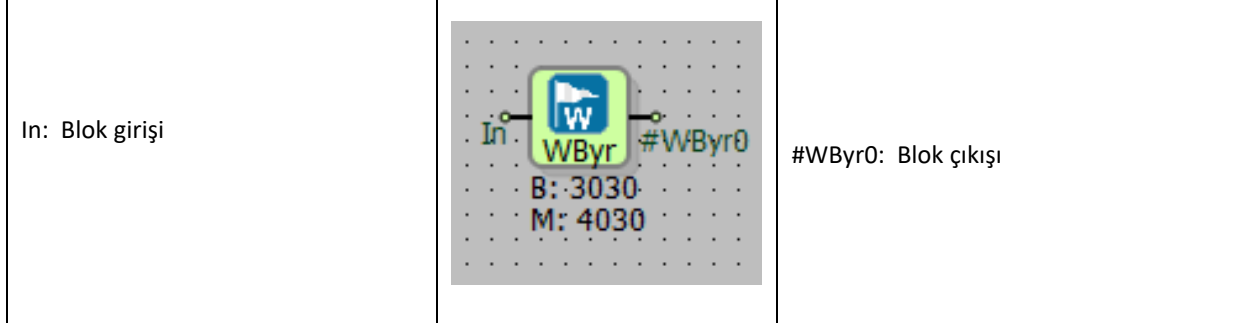 In: Blok girişi
W
In
WByr
#WByr0
B: 3030
M: 4030
#WByr0: Blok çıkışı